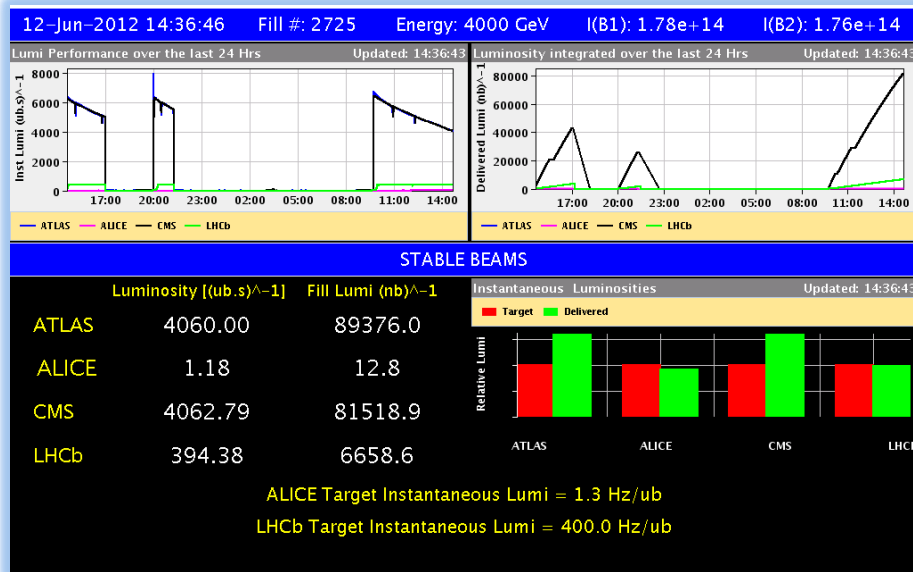 12-Jun-2012 14:36:46 Fill #: 2725 Energy: 4000 GeV I(B1): 1.78e+14 I(B2): 1.76e+14
Lumi Performance over the last 24 Hrs Updated: 14:36:43
Inst Lumi (ub.s)^-1
8000
6000
4000
2000
0
17:00 20:00 23:00 02:00 05:00 08:00 11:00 14:00
ATLAS ALICE CMS LHCb
Luminosity integrated over the last 24 Hrs Updated: 14:36:43
Delivered Lumi (nb)^-1
80000
60000
40000
20000
0
17:00 20:00 23:00 02:00 05:00 08:00 11:00 14:00
ATLAS ALICE CMS LHCb
STABLE BEAMS
Luminosity [(ub.s)^-1] Fill Lumi (nb)^-1
ATLAS 4060.00 89376.0
ALICE 1.18 12.8
CMS 4062.79 81518.9
LHCb 394.38 6658.6
Instantaneous Luminosities Updated: 14:36:43
Target Delivered
Relative Lumi
ATLAS ALICE CMS LHCb
ALICE Target Instantaneous Lumi = 1.3 Hz/ub
LHCb Target Instantaneous Lumi = 400.0 Hz/ub